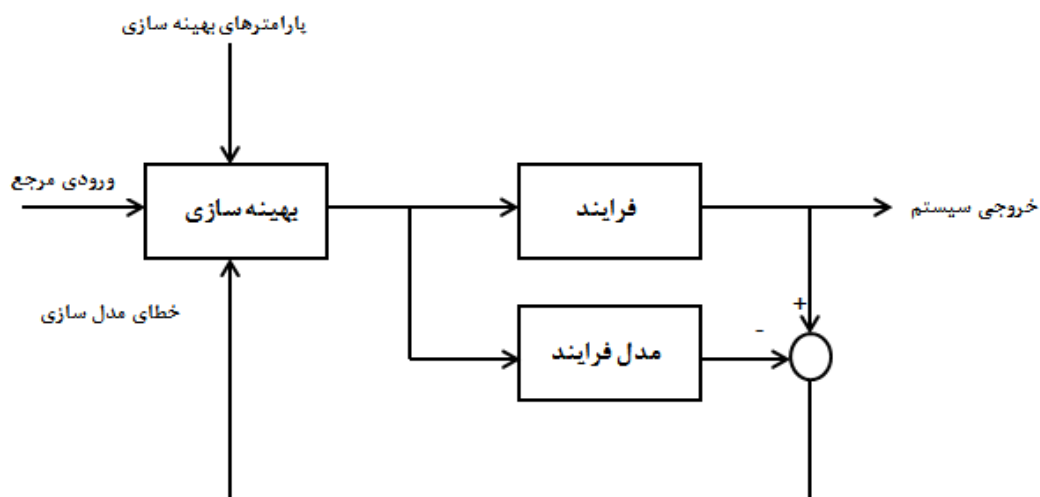 پارامترهای بهینه سازی
ورودی مرجع
بهینه سازی
فرایند
خروجی سیستم
خطای مدل سازی
+
-
مدل فرایند